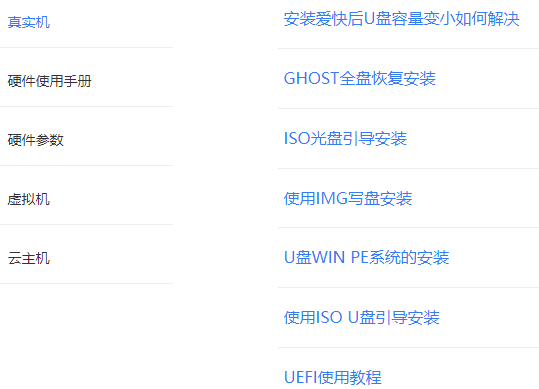 真实机
硬件使用手册
硬件参数
虚拟机
云主机
安装爱快后U盘容量变小如何解决
GHOST全盘恢复安装
ISO光盘引导安装
使用IMG写盘安装
U盘WIN PE系统的安装
使用ISO U盘引导安装
UEFI使用教程